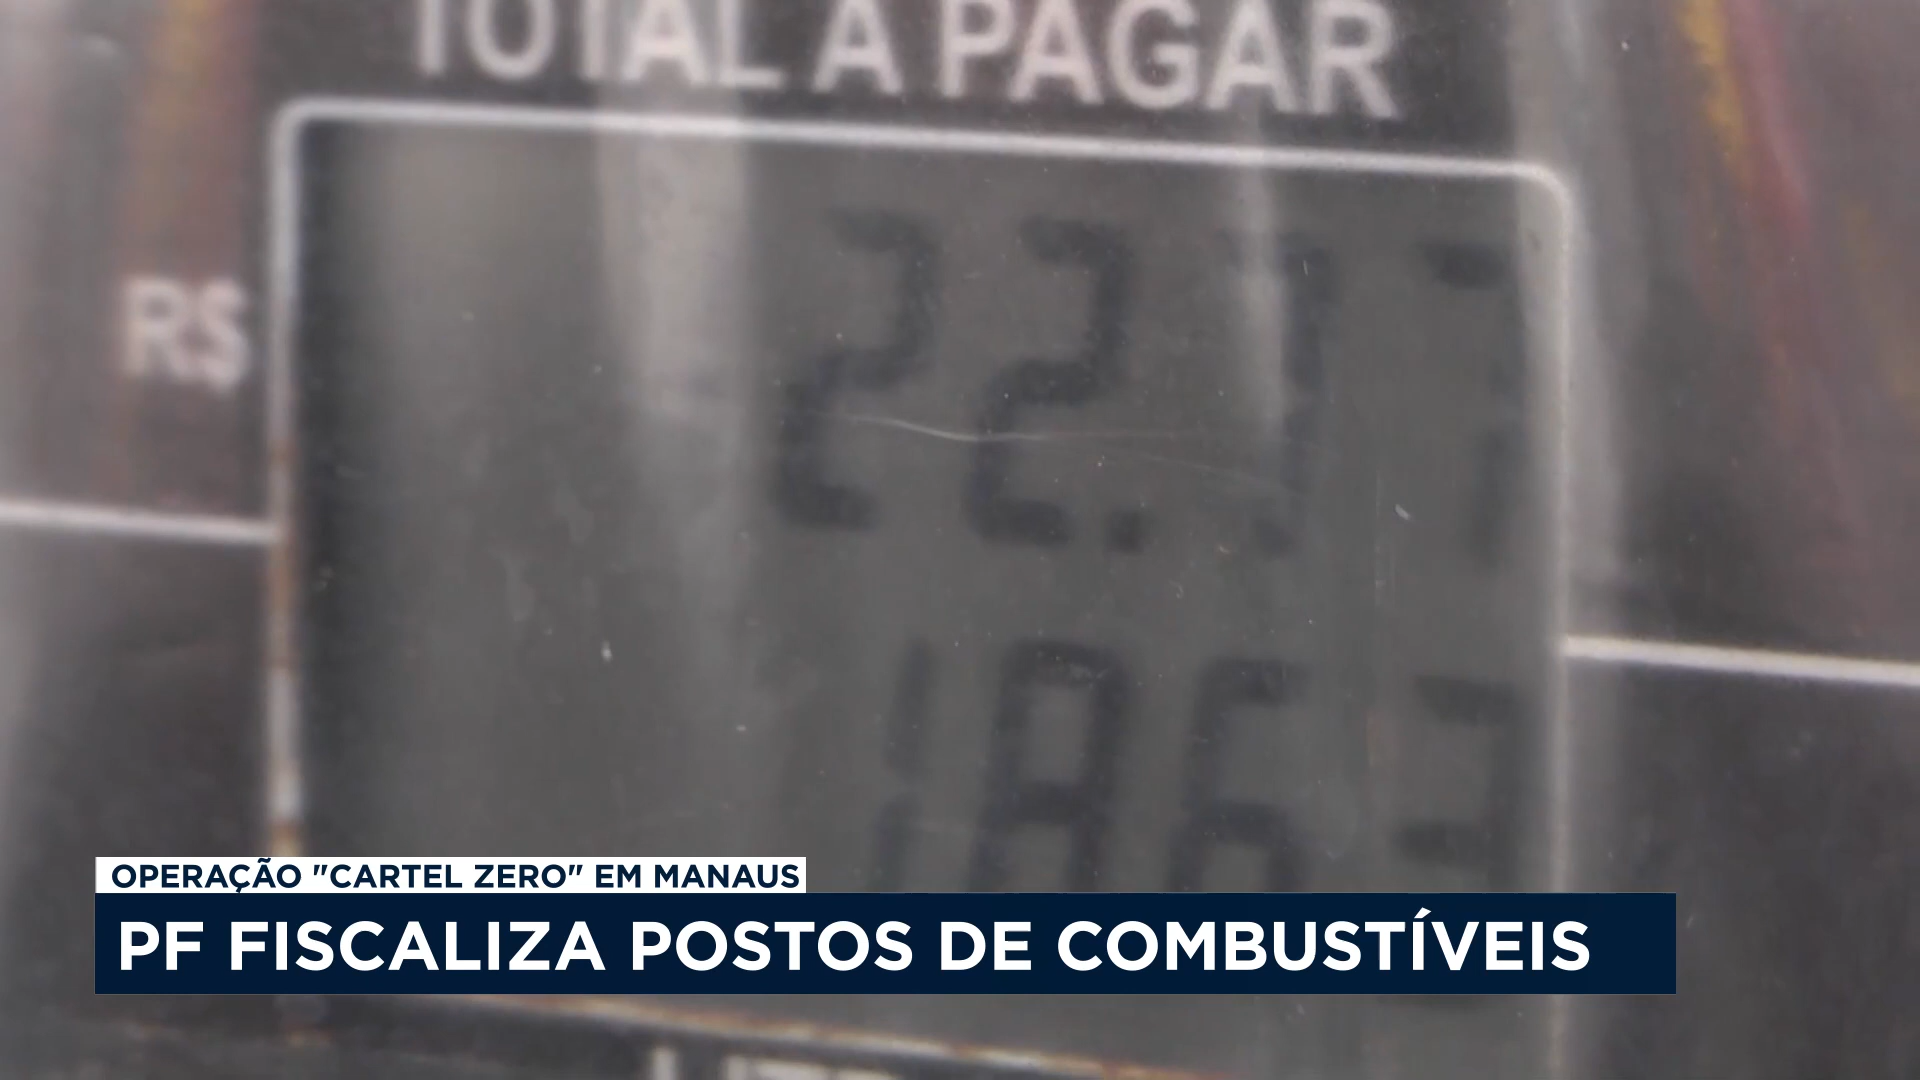 TOTAL A PAGAR
R$
OPERAÇÃO "CARTEL ZERO" EM MANAUS
PF FISCALIZA POSTOS DE COMBUSTÍVEIS